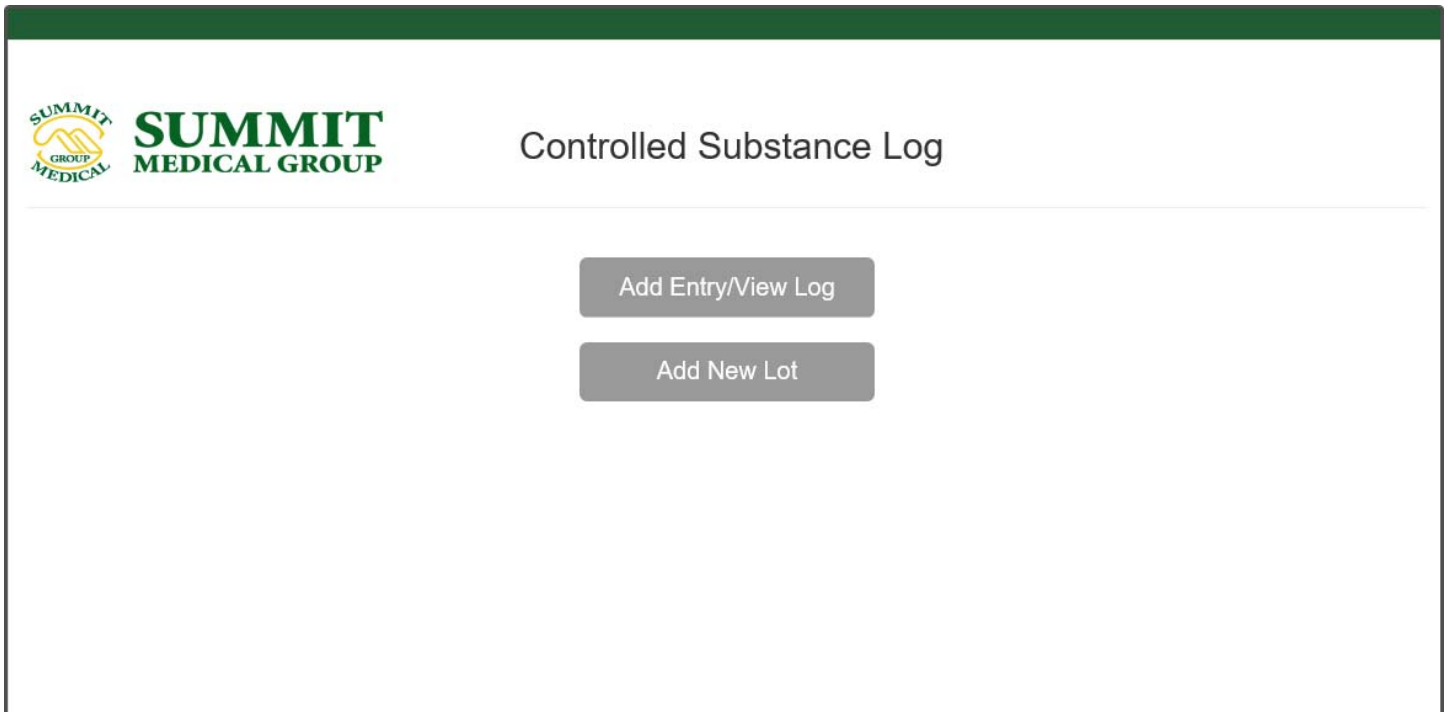 SUMMIT
GROUP
MEDICAL
SUMMIT
MEDICAL GROUP
Controlled Substance Log
Add Entry/View Log
Add New Lot